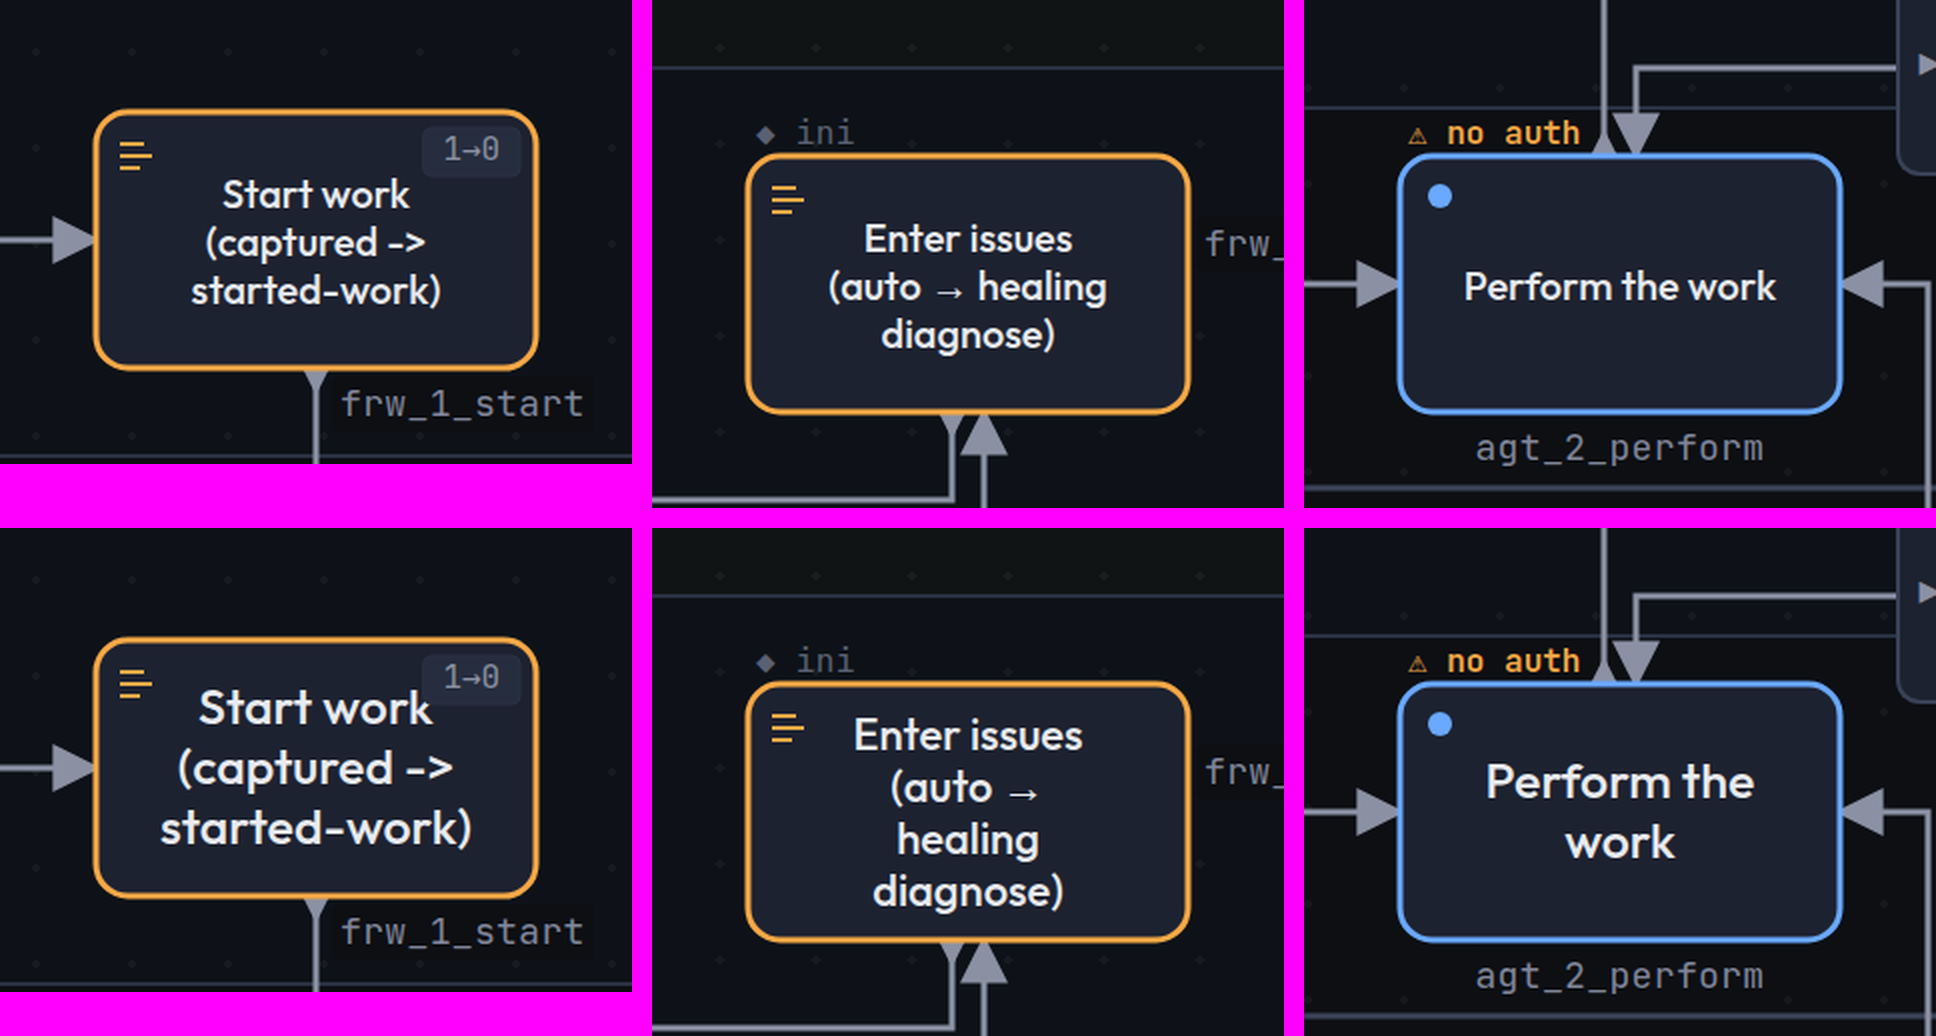 1→0
Start work
(captured ->
started-work)
frw_1_start
◆ ini
Enter issues
(auto → healing
diagnose)
frw_
⚠ no auth
Perform the work
agt_2_perform
1→0
Start work
(captured ->
started-work)
frw_1_start
◆ ini
Enter issues
(auto →
healing
diagnose)
frw_
⚠ no auth
Perform the
work
agt_2_perform